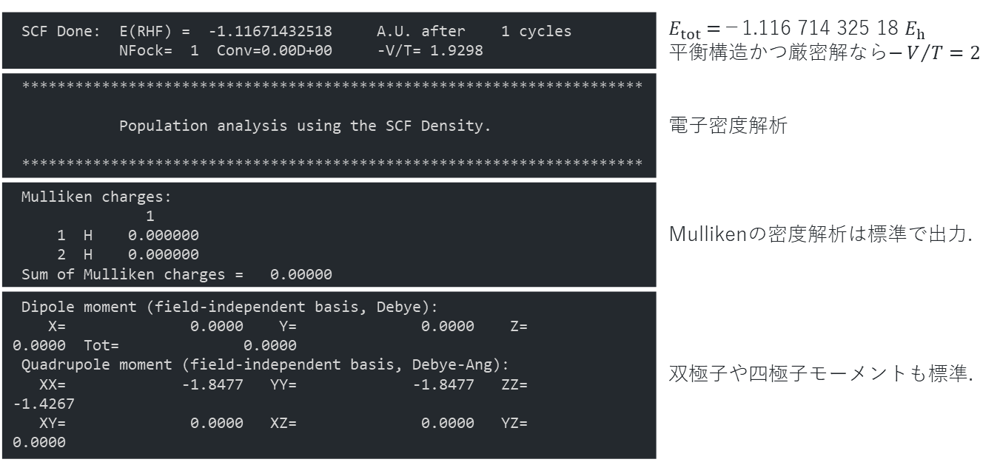 SCF Done:  E(RHF) =  -1.11671432518     A.U. after    1 cycles
NFock=  1  Conv=0.00D+00     -V/T= 1.9298
E_tot = −1.116 714 325 18 E_h
平衡構造かつ厳密解なら−V/T = 2
**********************************************************************
Population analysis using the SCF Density.
**********************************************************************
電子密度解析
Mulliken charges:
1
1  H    0.000000
2  H    0.000000
Sum of Mulliken charges =   0.00000
Mullikenの密度解析は標準で出力.
Dipole moment (field-independent basis, Debye):
X=              0.0000    Y=              0.0000    Z=
0.0000  Tot=              0.0000
Quadrupole moment (field-independent basis, Debye-Ang):
XX=             -1.8477   YY=             -1.8477   ZZ=
-1.4267
XY=              0.0000   XZ=              0.0000   YZ=
0.0000
双極子や四極子モーメントも標準.